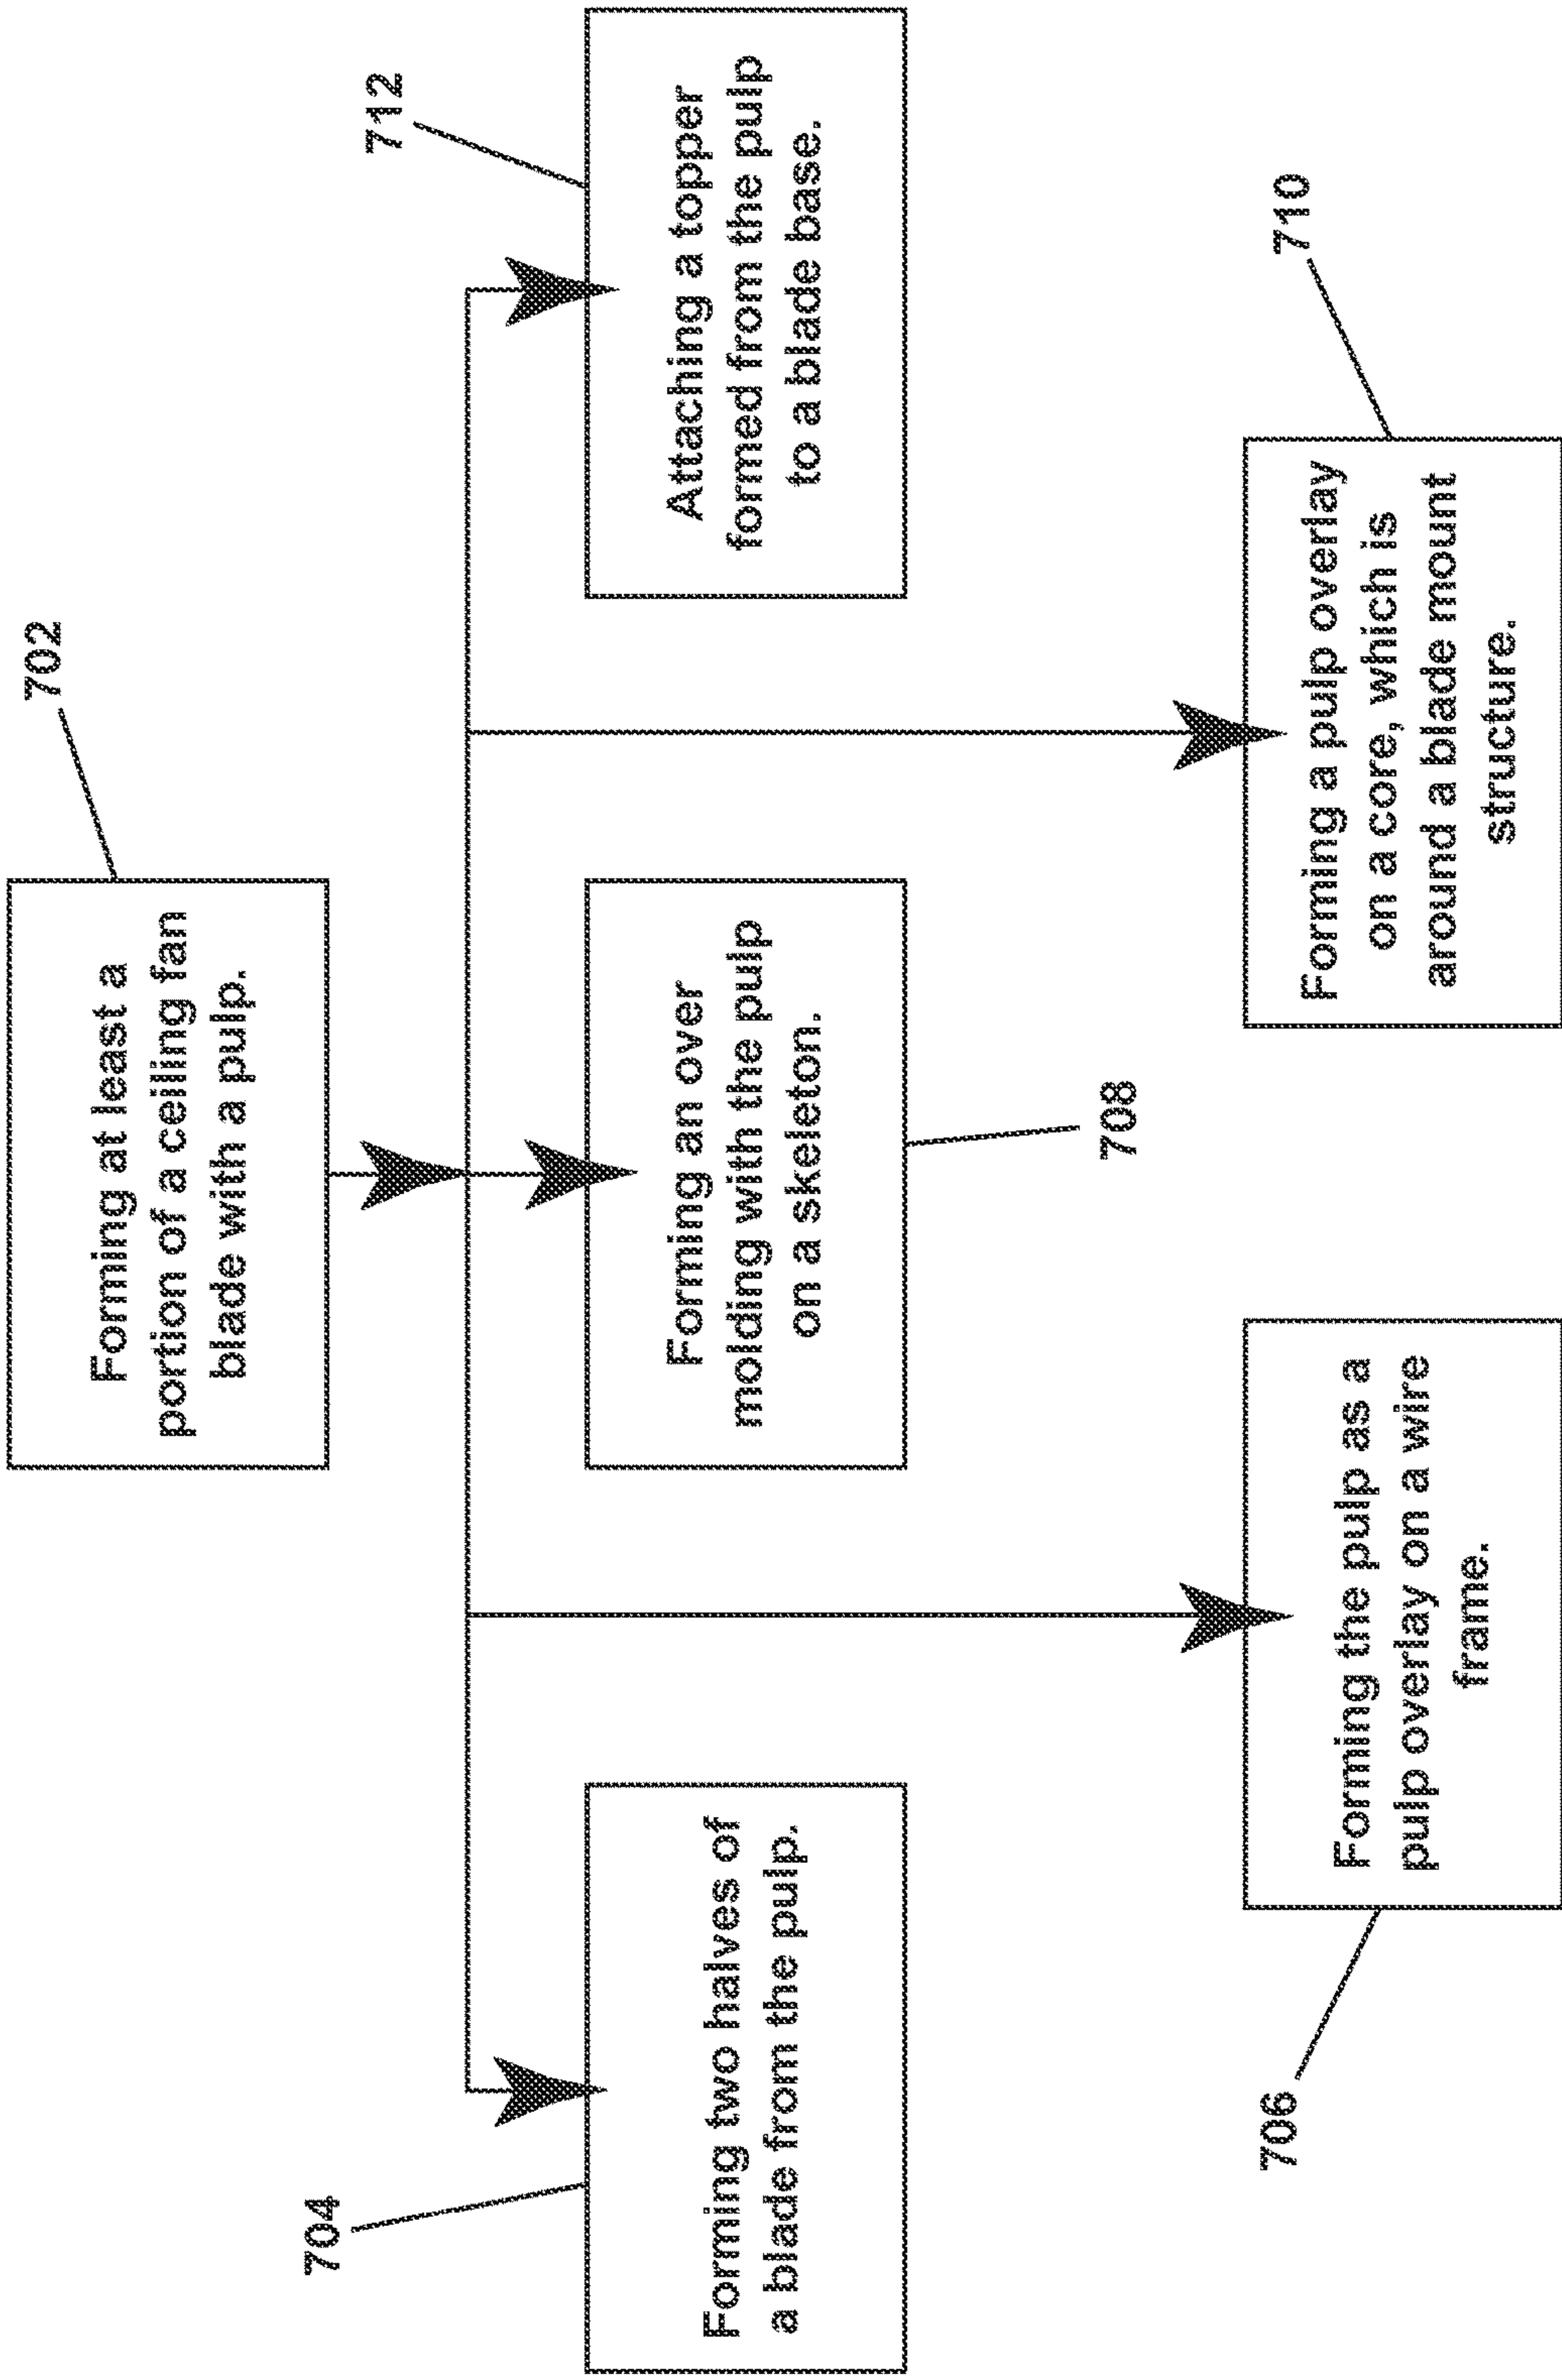 702
Forming at least a
portion of a ceiling fan
blade with a pulp.
704
Forming two halves of
a blade from the pulp.
Forming an over
molding with the pulp
on a skeleton.
708
712
Attaching a topper
formed from the pulp
to a blade base.
706
Forming the pulp as a
pulp overlay on a wire
frame.
710
Forming a pulp overlay
on a core, which is
around a blade mount
structure.